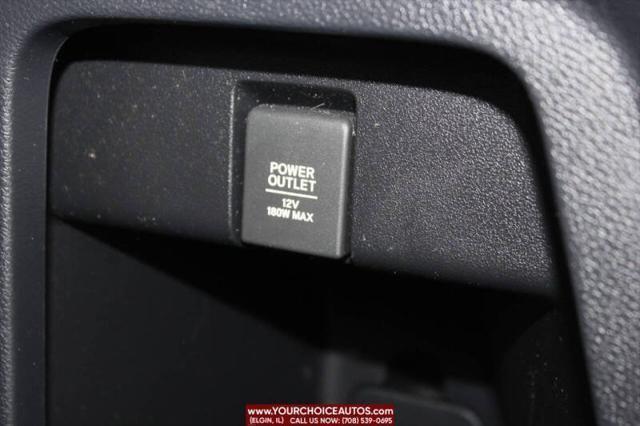 POWER
OUTLET
12V
180W MAX
WWW.YOURCHOICEAUTOS.COM
(ELGIN, IL) CALL US NOW (708) 539-0695